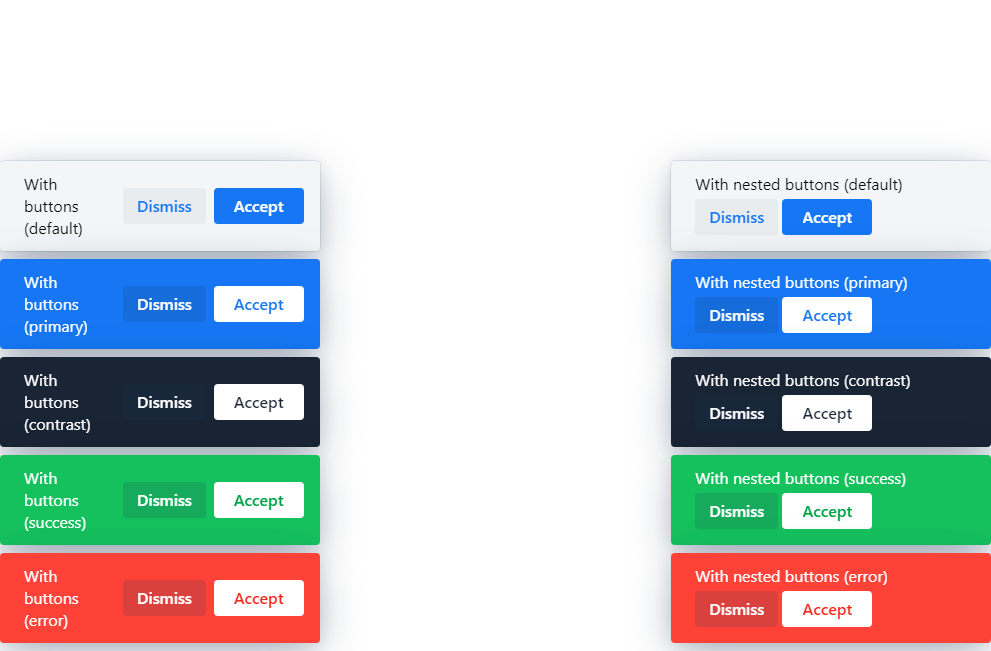 With
buttons
(default)
Dismiss
Accept
With
buttons
(primary)
Dismiss
Accept
With
buttons
(contrast)
Dismiss
Accept
With
buttons
(success)
Dismiss
Accept
With
buttons
(error)
Dismiss
Accept
With nested buttons (default)
Dismiss
Accept
With nested buttons (primary)
Dismiss
Accept
With nested buttons (contrast)
Dismiss
Accept
With nested buttons (success)
Dismiss
Accept
With nested buttons (error)
Dismiss
Accept